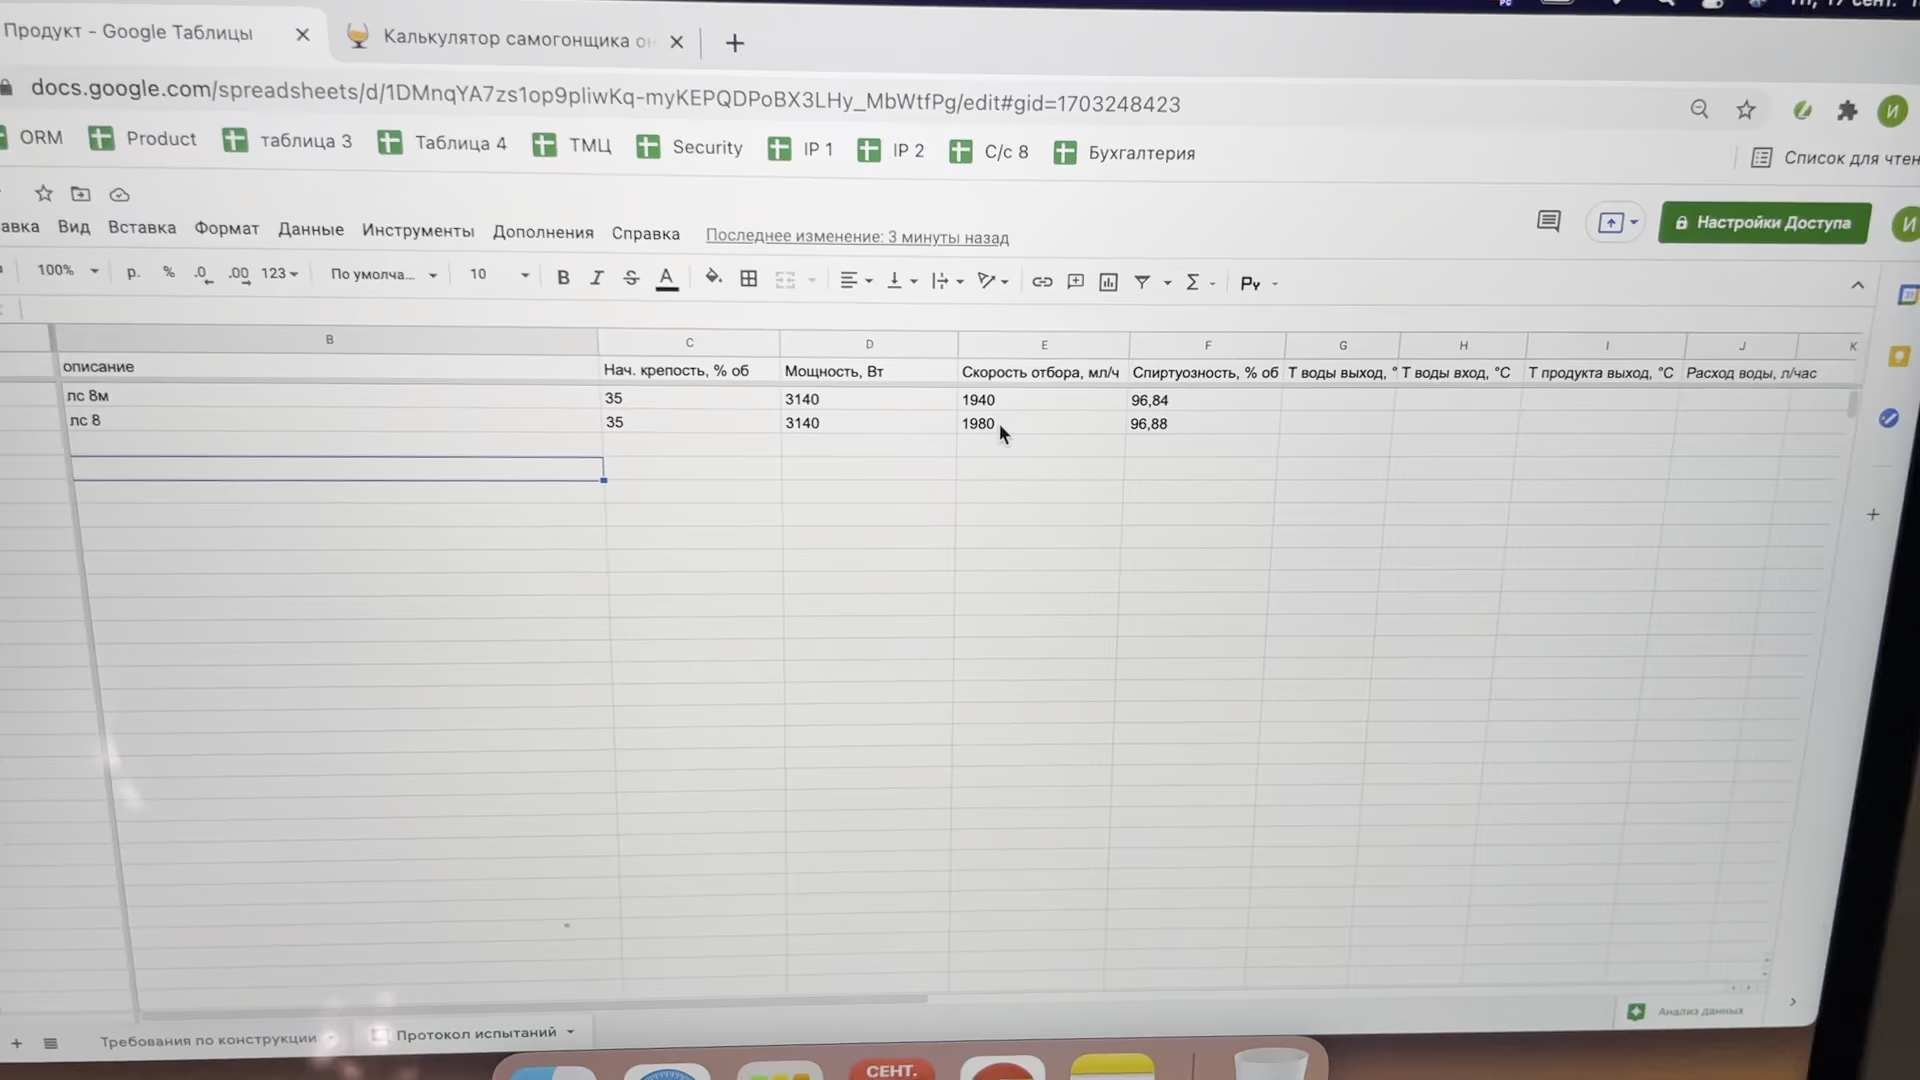 Продукт - Google Таблицы
Калькулятор самогонщика
docs.google.com/spreadsheets/d/1DMnqYA7zs1op9pliwKq-myKEPQDPoBX3LHy_MbWtfPg/edit#gid=1703248423
И
ORM Product таблица 3 Таблица 4 ТМЦ Security IP 1 IP 2 С/с 8 Бухгалтерия
Список для чтен
авка Вид Вставка Формат Данные Инструменты Дополнения Справка Последнее изменение: 3 минуты назад
Настройки Доступа
И
100% р. % .0 .00 123 По умолча... 10 B I S A Σ Ру
B C D E F G H I J K
описание Нач. крепость, % об Мощность, Вт Скорость отбора, мл/ч Спиртуозность, % об Т воды выход, ° Т воды вход, °С Т продукта выход, °С Расход воды, л/час
лс 8м 35 3140 1940 96,84
лс 8 35 3140 1980 96,88
Анализ данных
Требования по конструкции Протокол испытаний
СЕНТ.